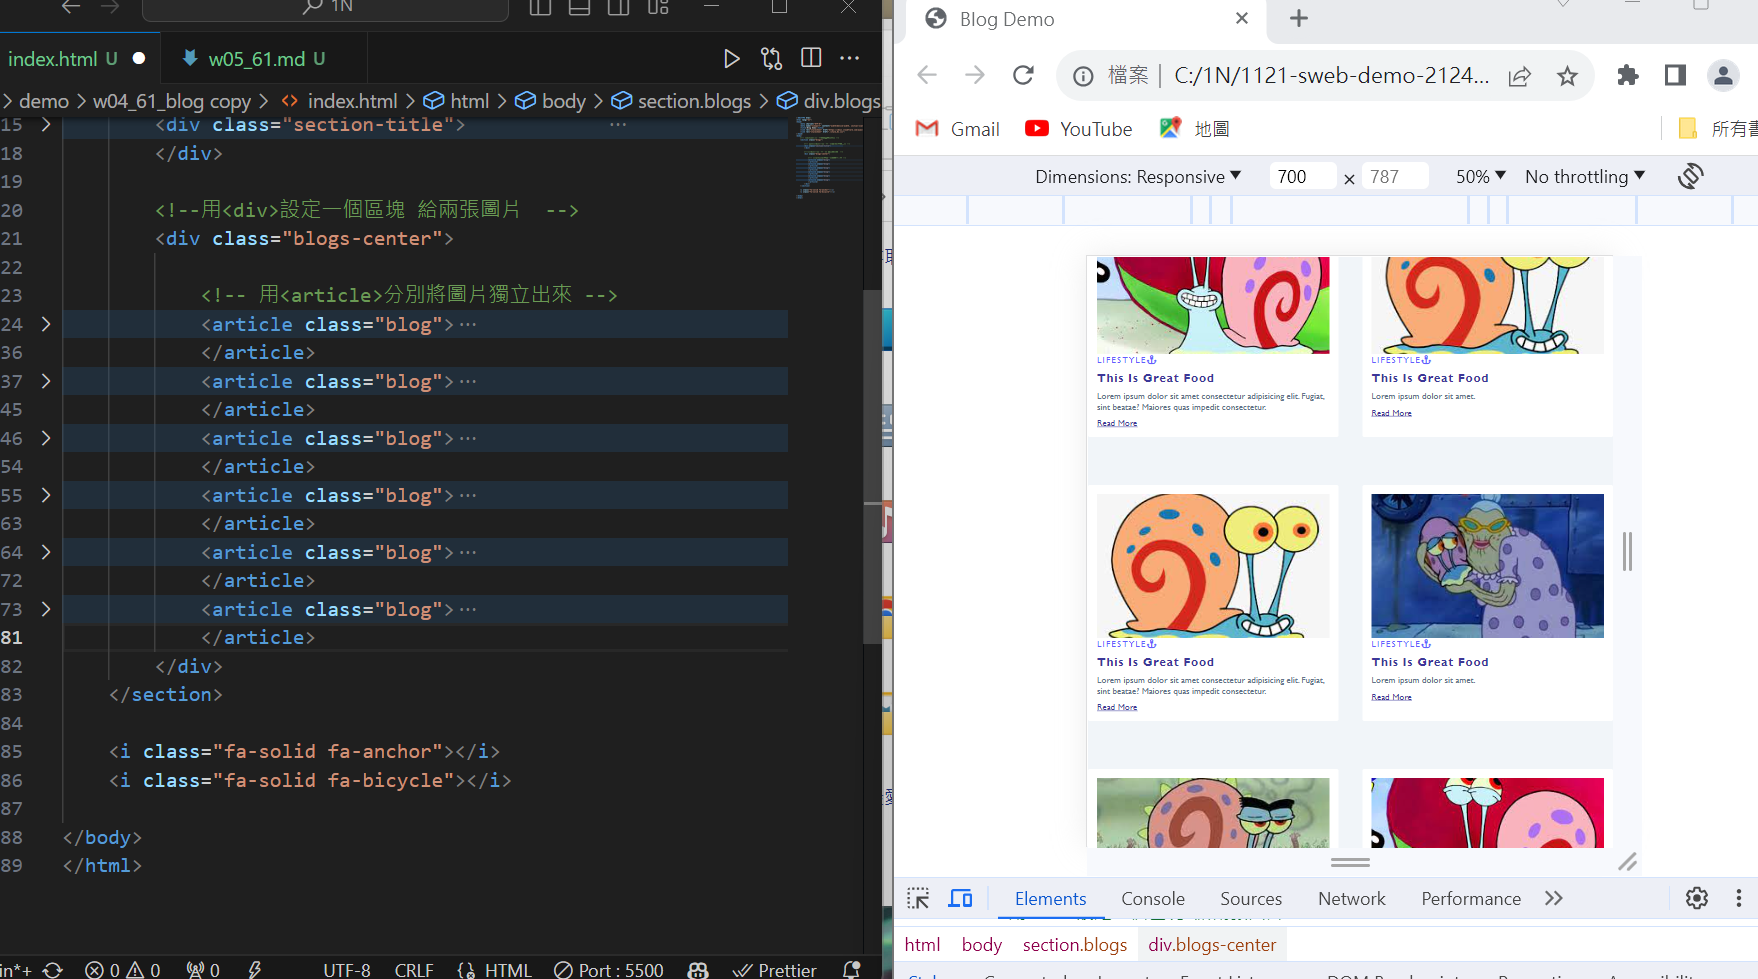 1N
index.html U
w05_61.md U
demo > w04_61_blog copy > index.html > html > body > section.blogs > div.blogs
15 <div class="section-title"> ···
18 </div>
19
20 <!--用<div>設定一個區塊 給兩張圖片  -->
21 <div class="blogs-center">
22
23 <!-- 用<article>分別將圖片獨立出來 -->
24 <article class="blog">···
36 </article>
37 <article class="blog">···
45 </article>
46 <article class="blog">···
54 </article>
55 <article class="blog">···
63 </article>
64 <article class="blog">···
72 </article>
73 <article class="blog">···
81 </article>
82 </div>
83 </section>
84
85 <i class="fa-solid fa-anchor"></i>
86 <i class="fa-solid fa-bicycle"></i>
87
88 </body>
89 </html>
in*+ 0 0 0 UTF-8 CRLF HTML Port : 5500 Prettier
Blog Demo
檔案 | C:/1N/1121-sweb-demo-2124...
Gmail YouTube 地圖 所有書
Dimensions: Responsive 700 × 787 50% No throttling
LIFESTYLE
This Is Great Food
Lorem ipsum dolor sit amet consectetur adipisicing elit. Fugiat,
sint beatae? Maiores quas impedit consectetur.
Read More
LIFESTYLE
This Is Great Food
Lorem ipsum dolor sit amet.
Read More
LIFESTYLE
This Is Great Food
Lorem ipsum dolor sit amet consectetur adipisicing elit. Fugiat,
sint beatae? Maiores quas impedit consectetur.
Read More
LIFESTYLE
This Is Great Food
Lorem ipsum dolor sit amet.
Read More
Elements Console Sources Network Performance
html body section.blogs div.blogs-center